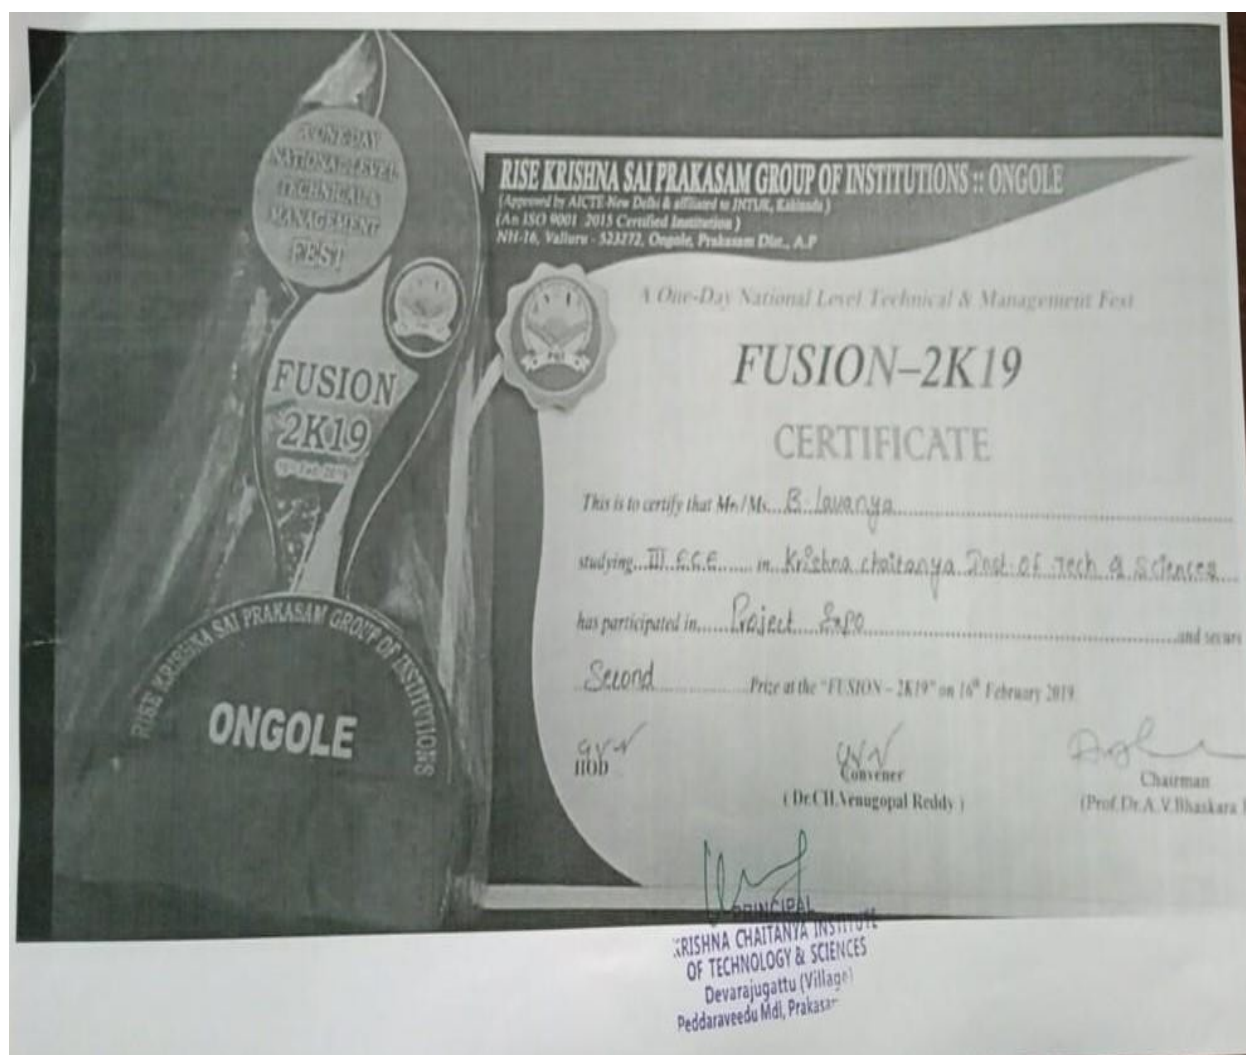 A ONE DAY
NATIONAL LEVEL
TECHNICAL &
MANAGEMENT
FEST
FUSION
2K19
RISE KRISHNA SAI PRAKASAM GROUP OF INSTITUTIONS
ONGOLE
RISE KRISHNA SAI PRAKASAM GROUP OF INSTITUTIONS :: ONGOLE
(Approved by AICTE-New Delhi & affiliated to JNTUK, Kakinada)
(An ISO 9001 2015 Certified Institution)
NH-16, Valluru - 523272, Ongole, Prakasam Dist., A.P
A One-Day National Level Technical & Management Fest
FUSION–2K19
CERTIFICATE
This is to certify that Mr./Ms... B. Lavanya
studying... III E.C.E ... in... Krishna chaitanya Inst. of Tech & Sciences
has participated in... Project Expo ... and secure
Second ... Prize at the "FUSION – 2K19" on 16th February 2019.
HOD
Convener
(Dr.CH.Venugopal Reddy)
Chairman
(Prof.Dr.A.V.Bhaskara
PRINCIPAL
KRISHNA CHAITANYA INSTITUTE
OF TECHNOLOGY & SCIENCES
Devarajugattu (Village)
Peddaraveedu Mdl, Prakasam